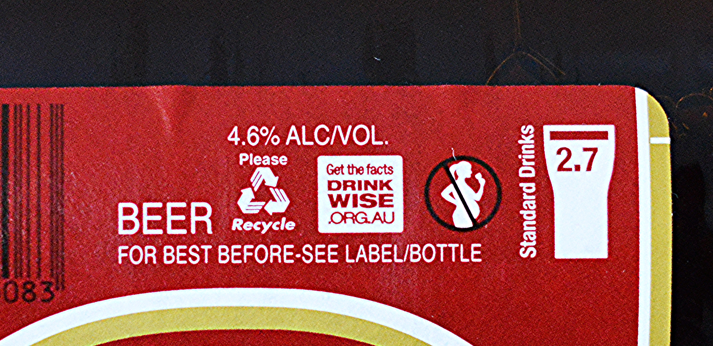 4.6% ALC/VOL.
Please
Recycle
Get the facts
DRINK
WISE
.ORG.AU
BEER
FOR BEST BEFORE-SEE LABEL/BOTTLE
Standard Drinks
2.7
083